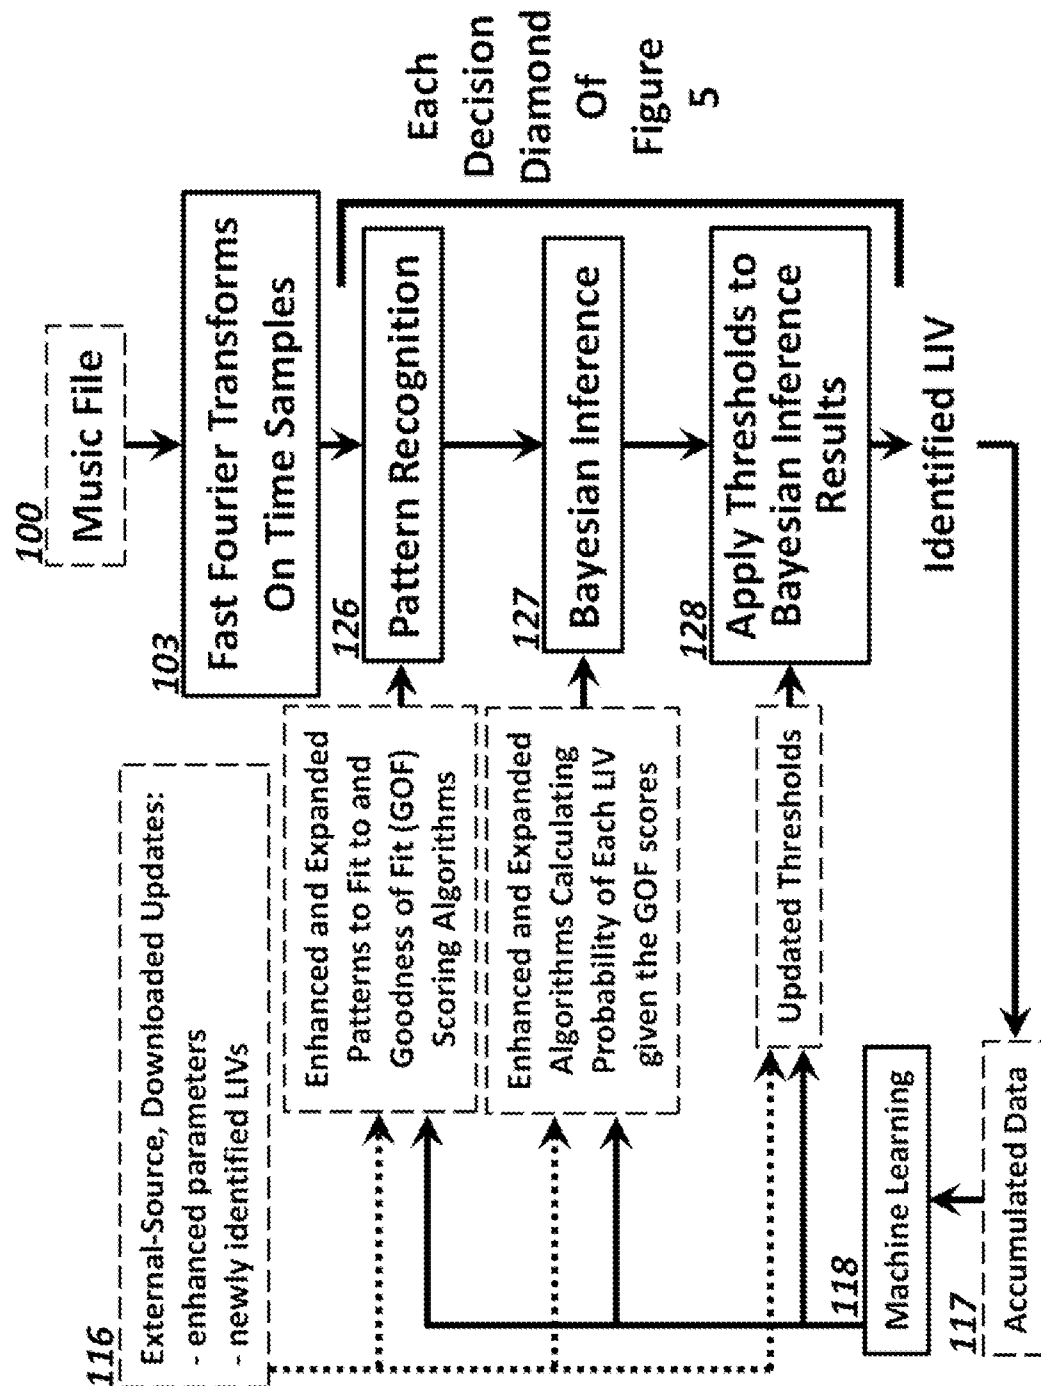 100
Music File
103
Fast Fourier Transforms
On Time Samples
126
Pattern Recognition
127
Bayesian Inference
128
Apply Thresholds to
Bayesian Inference
Results
Identified LIV
Each
Decision
Diamond
Of
Figure
5
116
External-Source, Downloaded Updates:
- enhanced parameters
- newly identified LIVs
Enhanced and Expanded
Patterns to Fit to and
Goodness of Fit (GOF)
Scoring Algorithms
Enhanced and Expanded
Algorithms Calculating
Probability of Each LIV
given the GOF scores
Updated Thresholds
118
Machine Learning
117
Accumulated Data